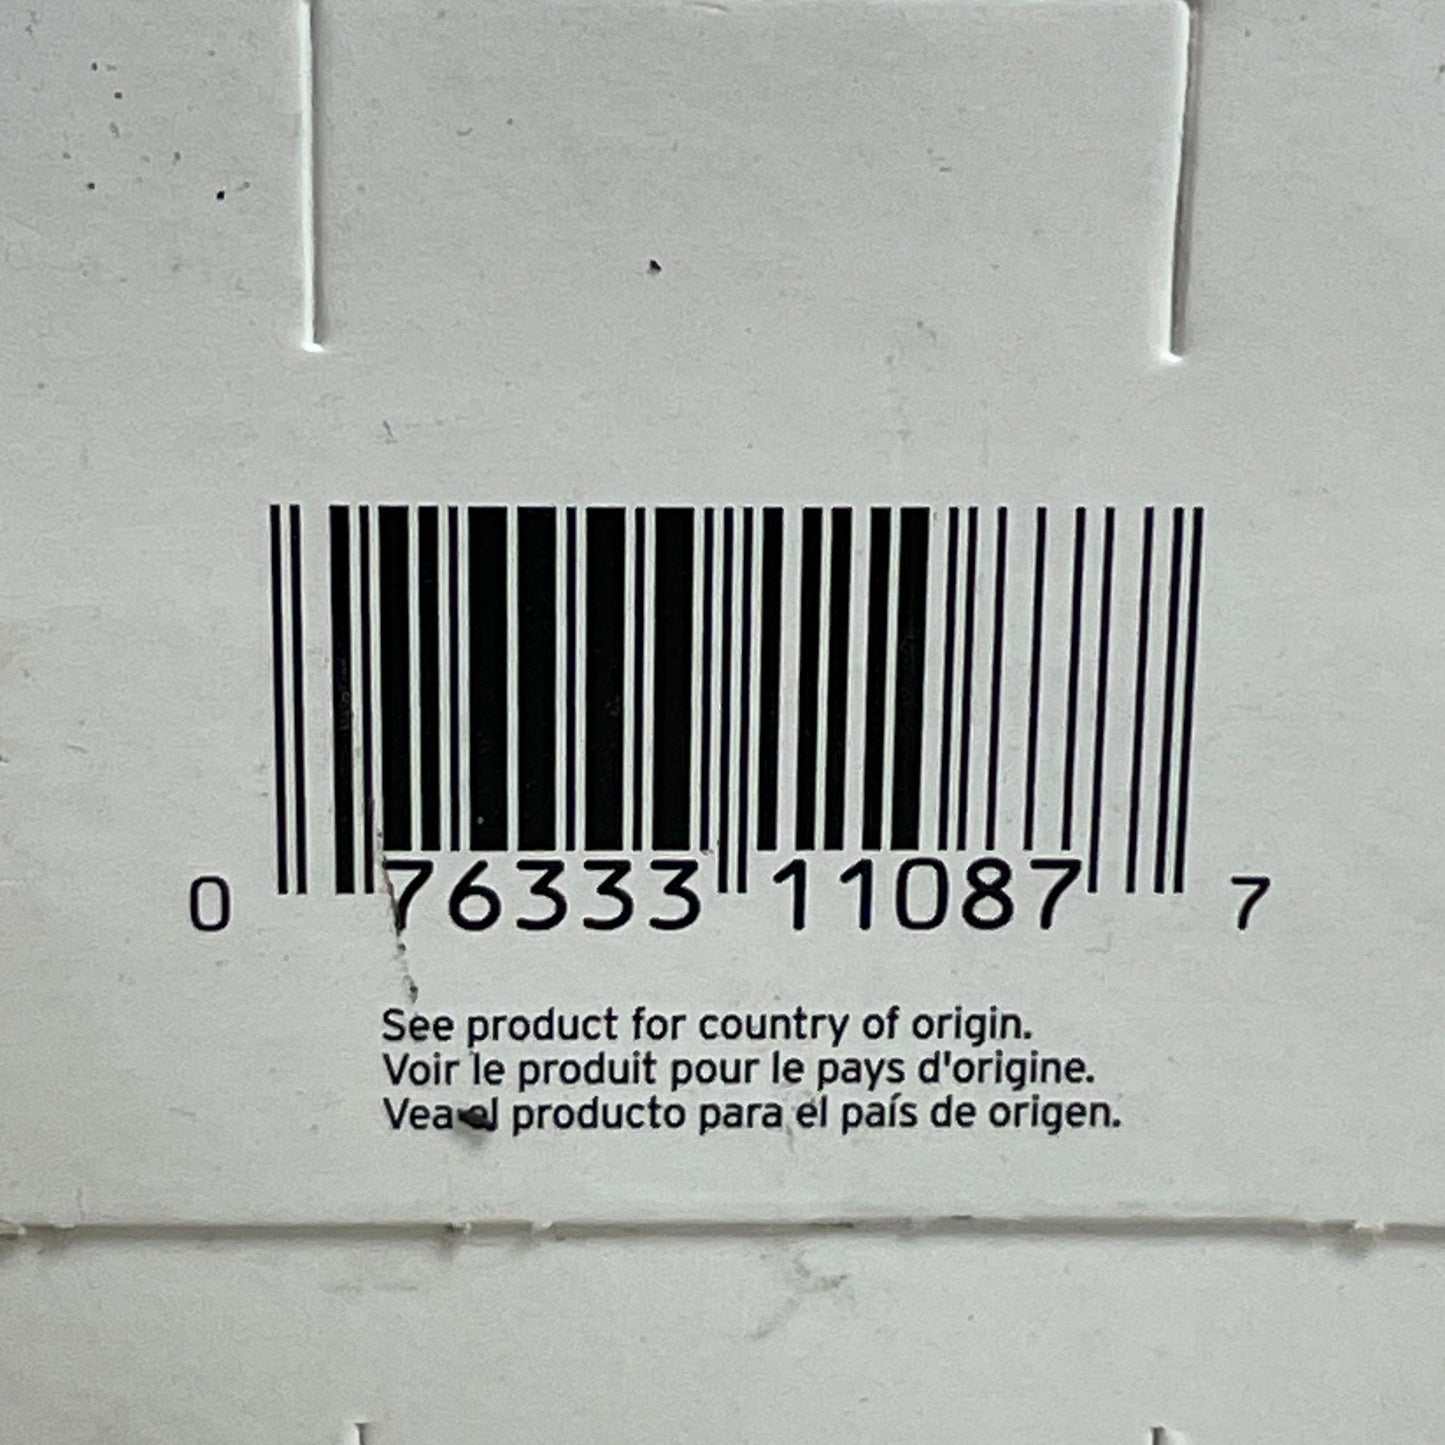 0 76333 11087 7
See product for country of origin.
Voir le produit pour le pays d'origine.
Vea el producto para el país de origen.